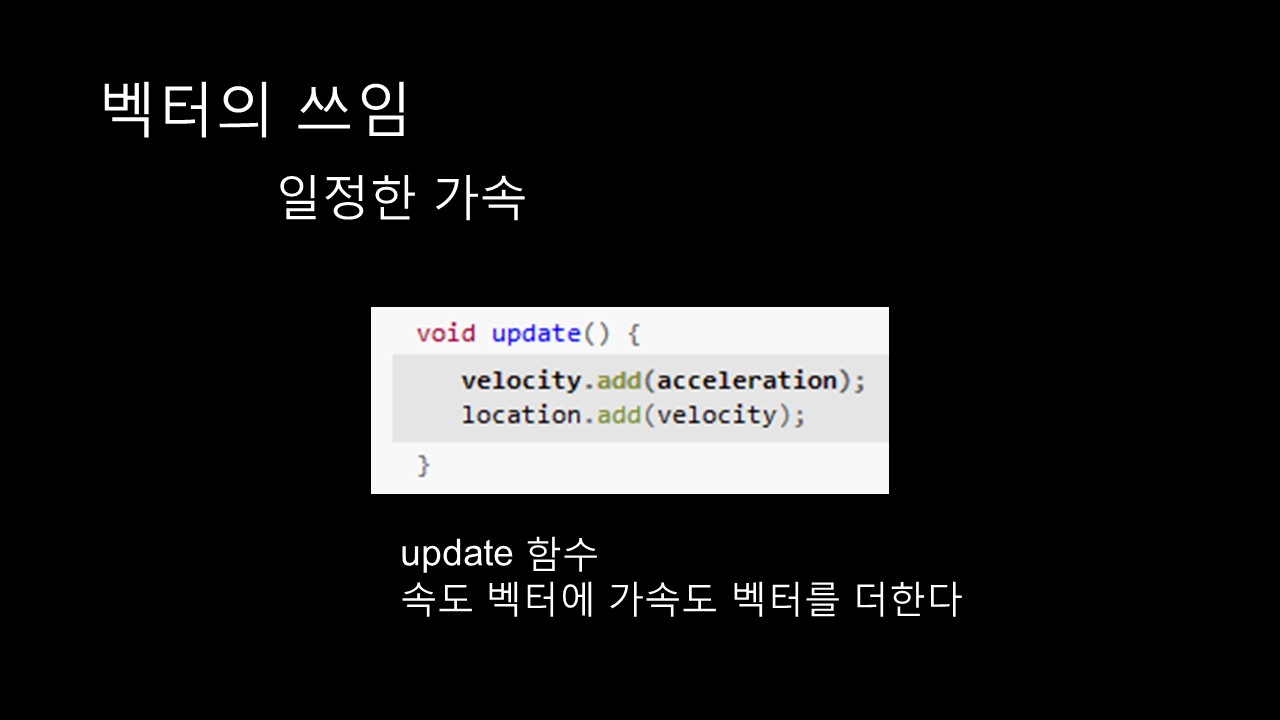 벡터의 쓰임
일정한 가속
void update() {
velocity.add(acceleration);
location.add(velocity);
}
update 함수
속도 벡터에 가속도 벡터를 더한다